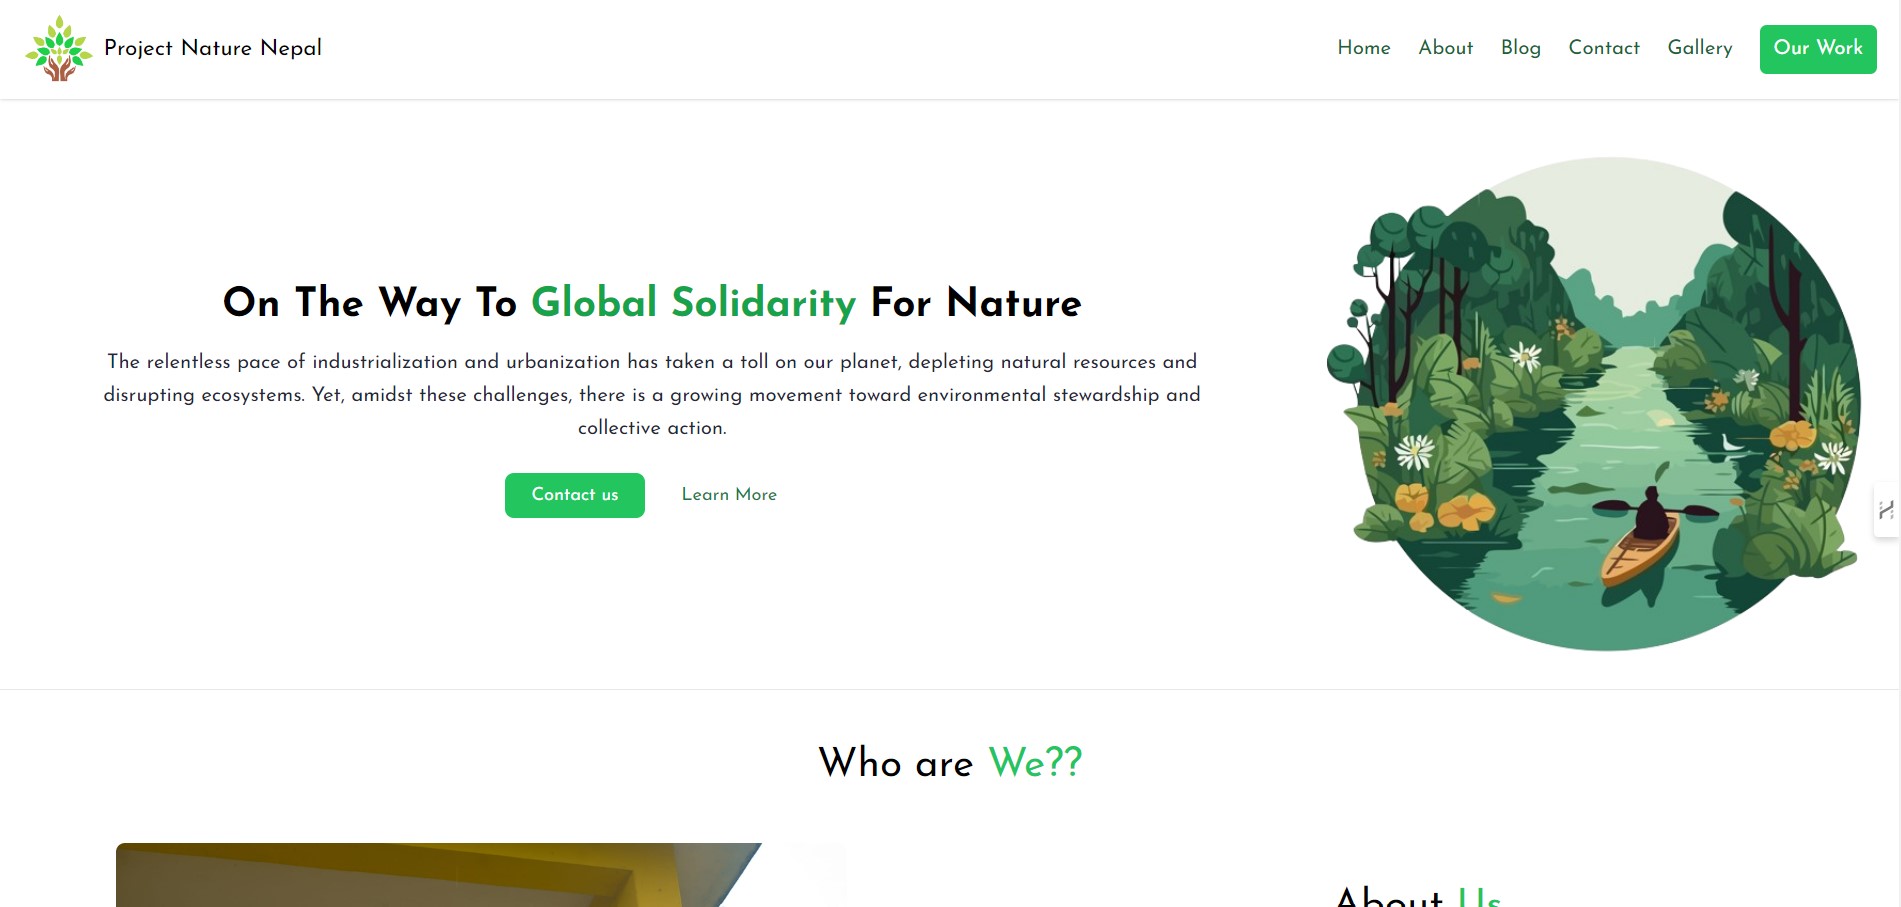 Project Nature Nepal
Home About Blog Contact Gallery Our Work
On The Way To Global Solidarity For Nature
The relentless pace of industrialization and urbanization has taken a toll on our planet, depleting natural resources and
disrupting ecosystems. Yet, amidst these challenges, there is a growing movement toward environmental stewardship and
collective action.
Contact us Learn More
Who are We??
About Us